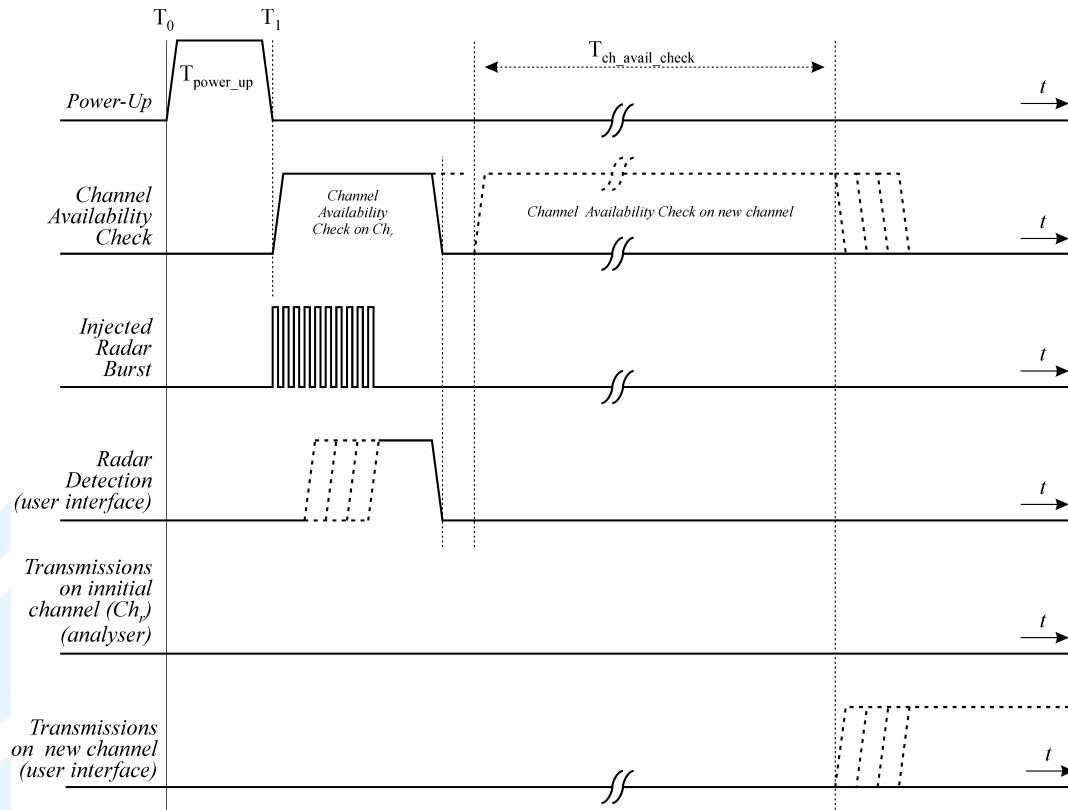 T0 T1
Tch_avail_check
Tpower_up
Power-Up
t
Channel
Availability
Check
Channel
Availability
Check on Chr
Channel Availability Check on new channel
t
Injected
Radar
Burst
t
Radar
Detection
(user interface)
t
Transmissions
on innitial
channel (Chr)
(analyser)
t
Transmissions
on new channel
(user interface)
t